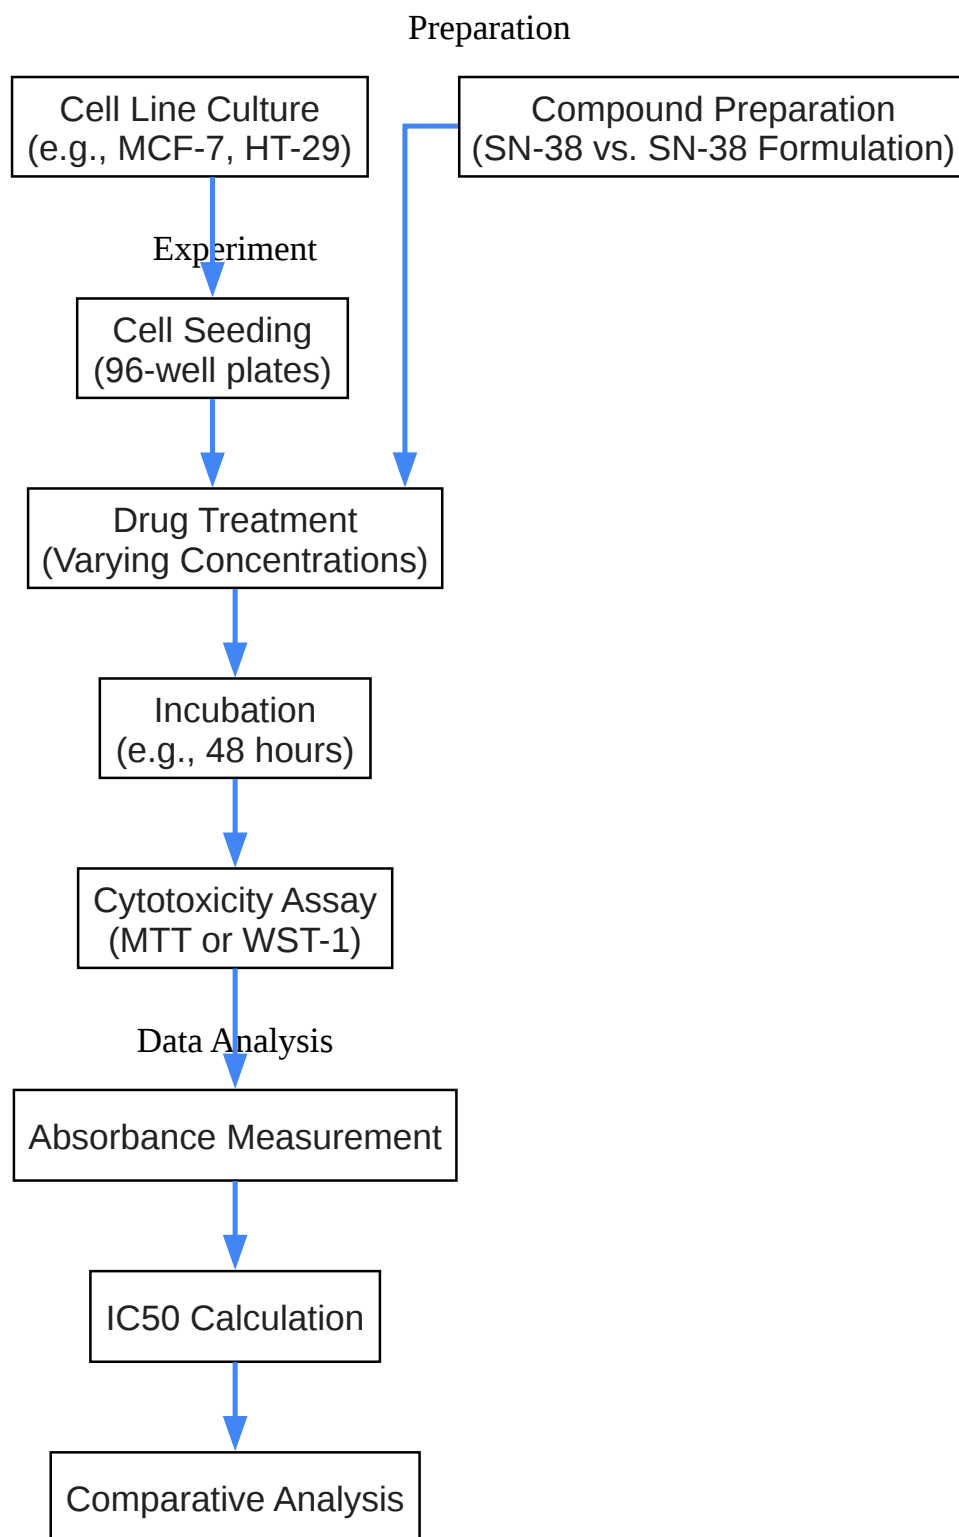 Preparation
Cell Line Culture
(e.g., MCF-7, HT-29)
Compound Preparation
(SN-38 vs. SN-38 Formulation)
Experiment
Cell Seeding
(96-well plates)
Drug Treatment
(Varying Concentrations)
Incubation
(e.g., 48 hours)
Cytotoxicity Assay
(MTT or WST-1)
Data Analysis
Absorbance Measurement
IC50 Calculation
Comparative Analysis